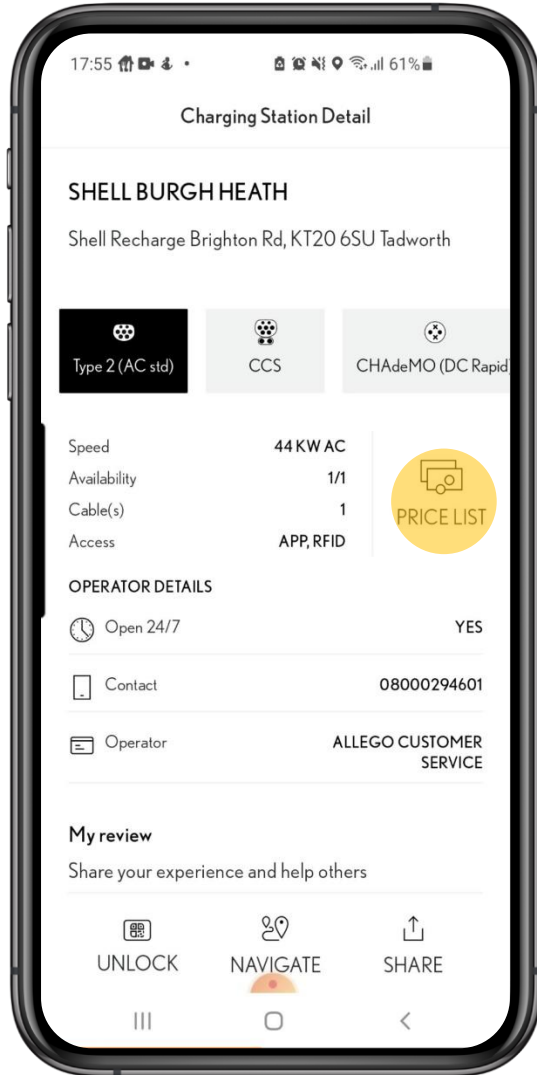 17:55
61%
Charging Station Detail
SHELL BURGH HEATH
Shell Recharge Brighton Rd, KT20 6SU Tadworth
Type 2 (AC std)
CCS
CHAdeMO (DC Rapid
Speed 44 KW AC
Availability 1/1
Cable(s) 1
Access APP, RFID
PRICE LIST
OPERATOR DETAILS
Open 24/7 YES
Contact 08000294601
Operator ALLEGO CUSTOMER
SERVICE
My review
Share your experience and help others
UNLOCK
NAVIGATE
SHARE